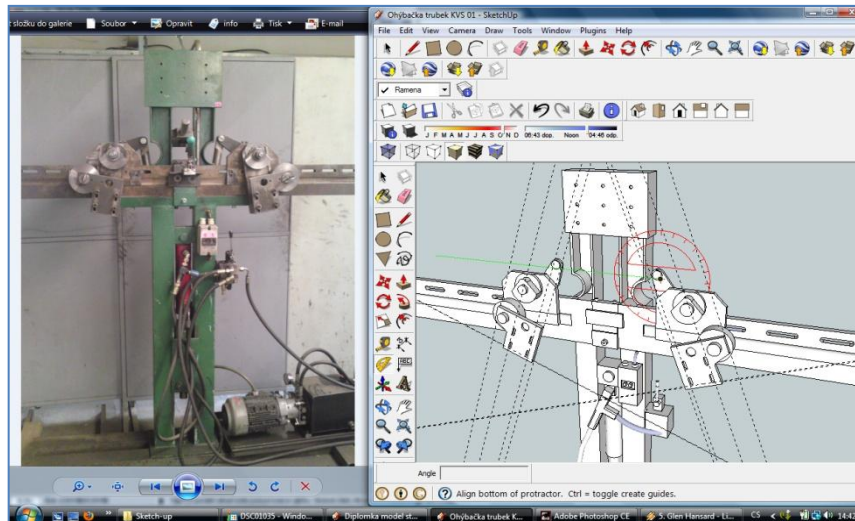 složku do galerie Soubor Opravit info Tisk E-mail
Ohýbačka trubek KVS 01 - SketchUp
File Edit View Camera Draw Tools Window Plugins Help
Ramena
J F M A M J J A S O N D 06:43 dop. Noon 04:46 odp.
ABC
Angle
Align bottom of protractor. Ctrl = toggle create guides.
Sketch-up DSC01035 - Windo... Diplomka model st... Ohýbačka trubek K... Adobe Photoshop CE 5. Glen Hansard - Li... CS 14:42